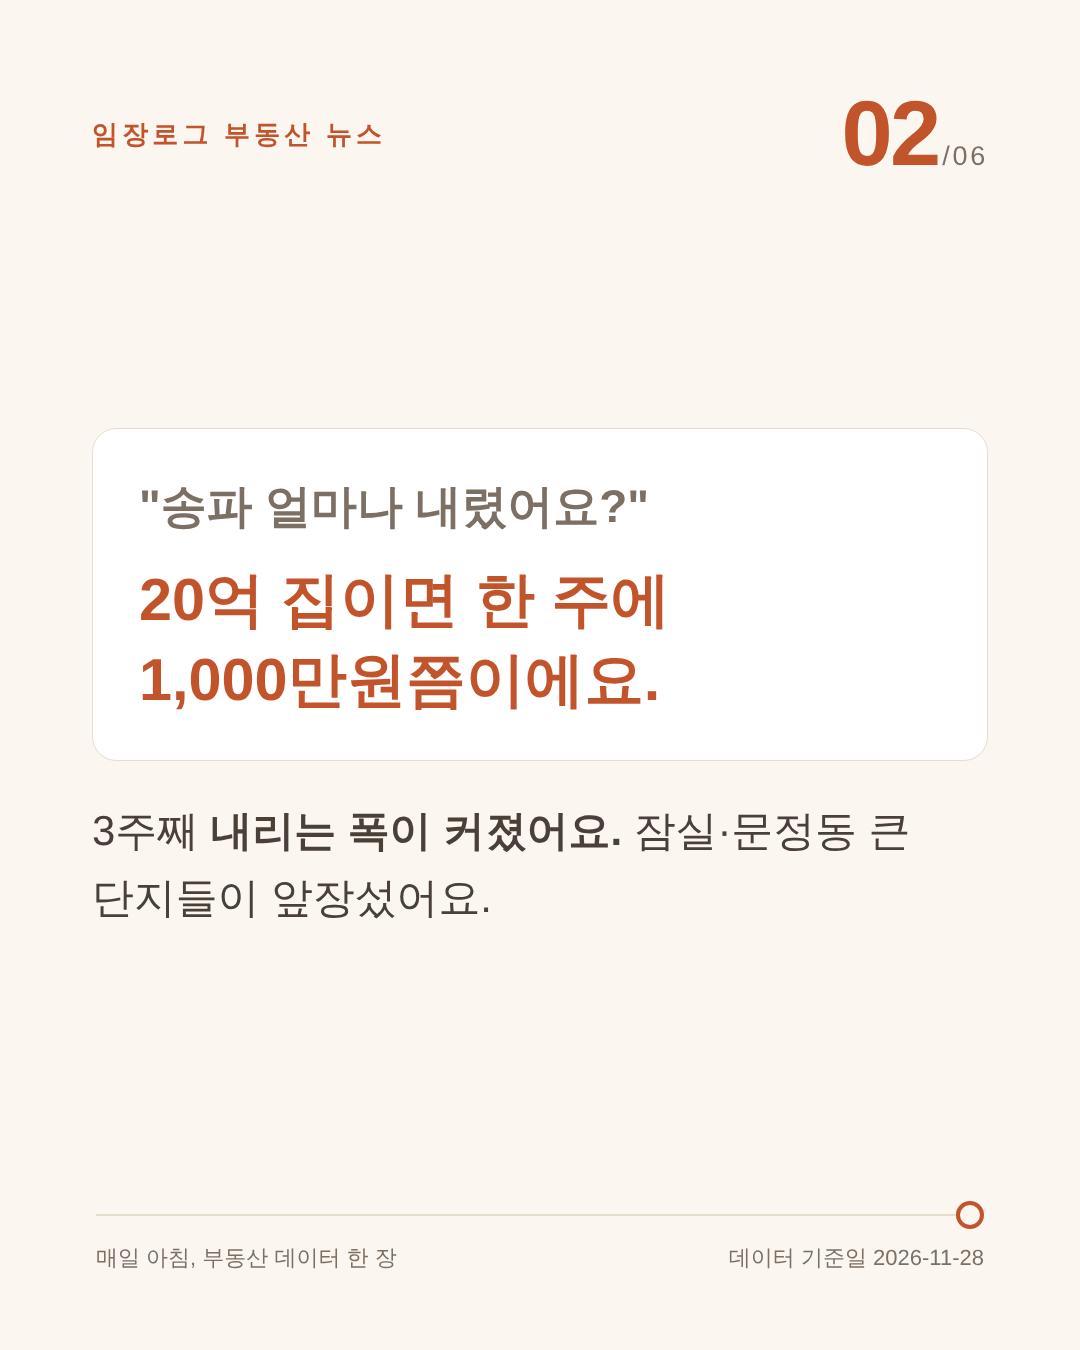 임장로그 부동산 뉴스
02/06
"송파 얼마나 내렸어요?"
20억 집이면 한 주에
1,000만원쯤이에요.
3주째 내리는 폭이 커졌어요. 잠실·문정동 큰
단지들이 앞장섰어요.
매일 아침, 부동산 데이터 한 장
데이터 기준일 2026-11-28